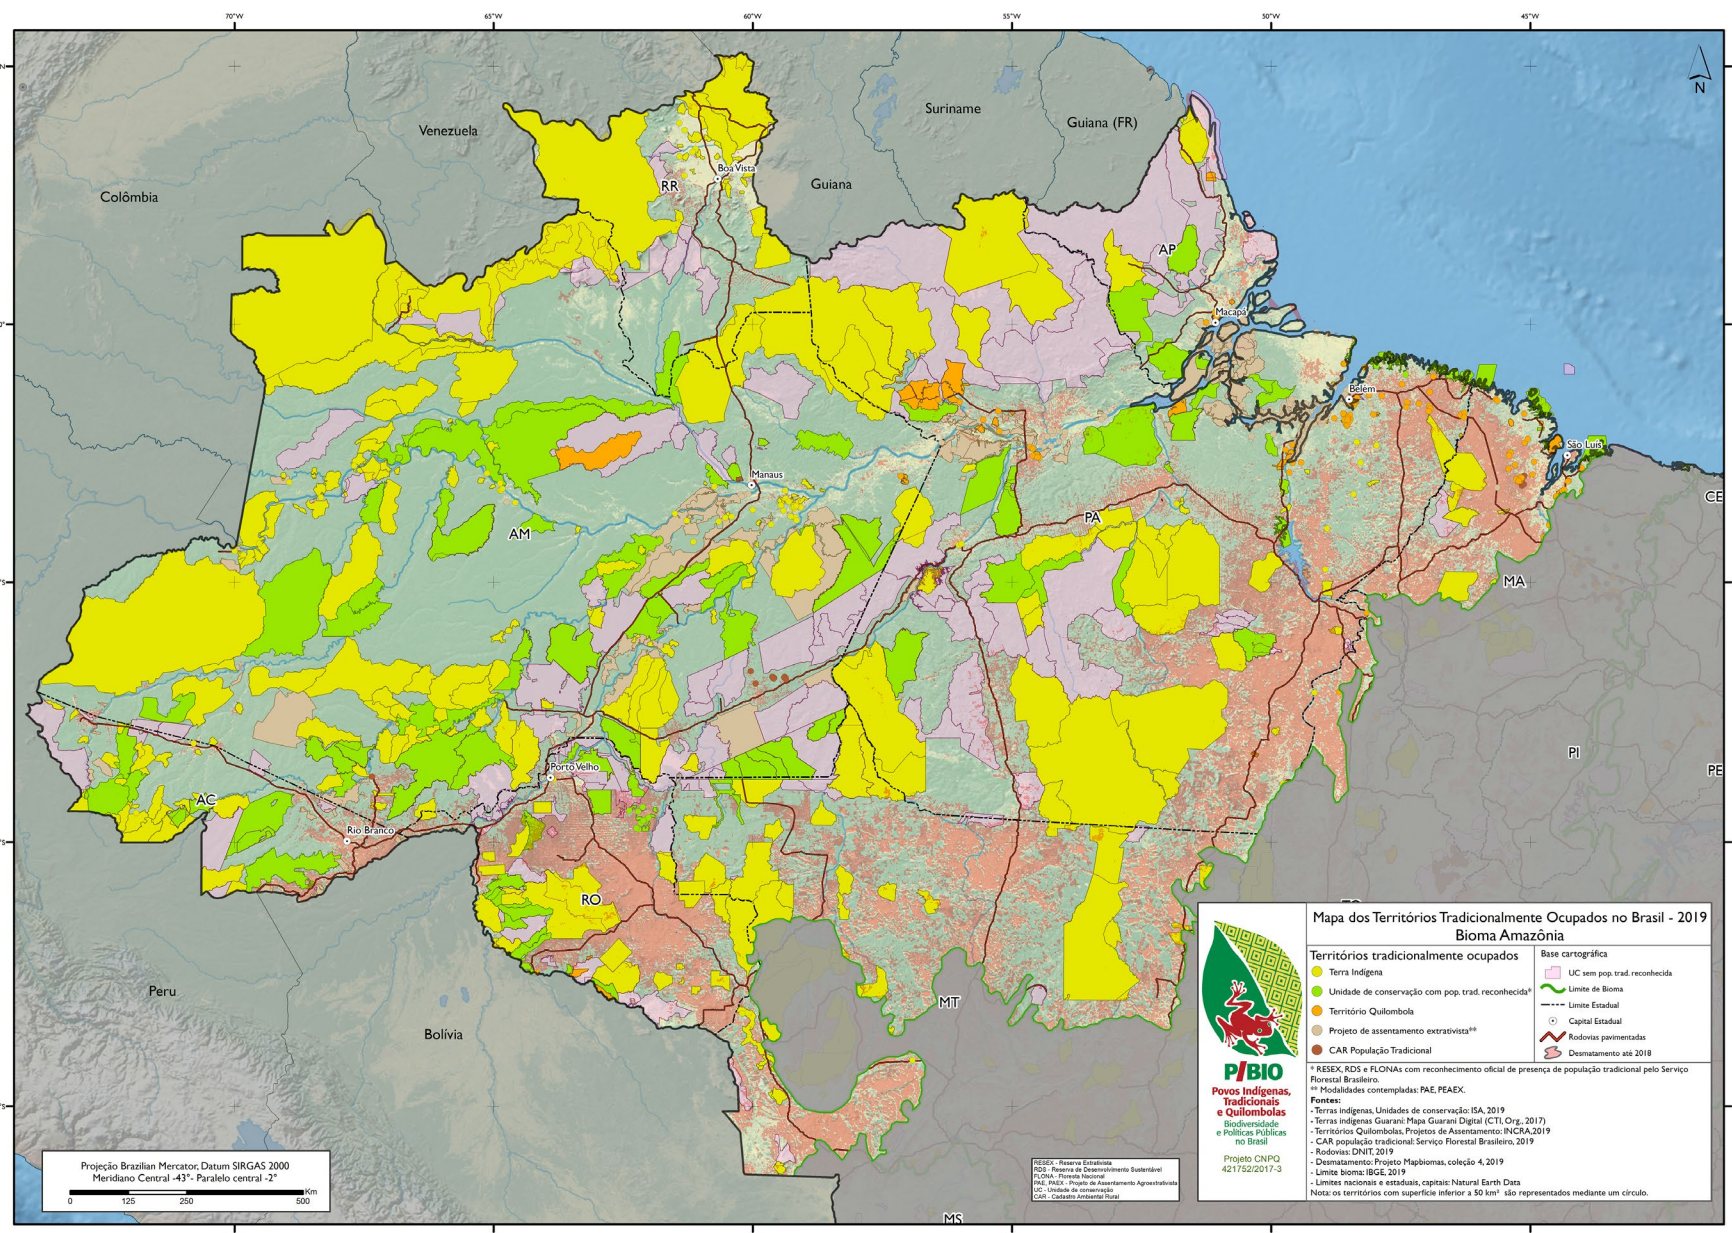 70°W
65°W
60°W
55°W
50°W
45°W
N
Suriname
Guiana (FR)
Venezuela
Guiana
Colômbia
Boa Vista
RR
AP
Macapá
Belém
São Luis
Manaus
CE
AM
PA
MA
PI
PE
Porto Velho
AC
Rio Branco
RO
Peru
Bolívia
MT
MS
Mapa dos Territórios Tradicionalmente Ocupados no Brasil - 2019
Bioma Amazônia
Territórios tradicionalmente ocupados
Terra Indígena
Unidade de conservação com pop. trad. reconhecida*
Território Quilombola
Projeto de assentamento extrativista**
CAR População Tradicional
Base cartográfica
UC sem pop. trad. reconhecida
Limite de Bioma
Limite Estadual
Capital Estadual
Rodovias pavimentadas
Desmatamento até 2018
* RESEX, RDS e FLONAs com reconhecimento oficial de presença de população tradicional pelo Serviço
Florestal Brasileiro.
** Modalidades contempladas: PAE, PEAEX.
Fontes:
- Terras indígenas, Unidades de conservação: ISA, 2019
- Terras indígenas Guarani: Mapa Guarani Digital (CTI, Org., 2017)
- Territórios Quilombolas, Projetos de Assentamento: INCRA,2019
- CAR população tradicional: Serviço Florestal Brasileiro, 2019
- Rodovias: DNIT, 2019
- Desmatamento: Projeto Mapbiomas, coleção 4, 2019
- Limite bioma: IBGE, 2019
- Limites nacionais e estaduais, capitais: Natural Earth Data
Nota: os territórios com superfície inferior a 50 km² são representados mediante um círculo.
P/BIO
Povos Indígenas,
Tradicionais
e Quilombolas
Biodiversidade
e Políticas Públicas
no Brasil
Projeto CNPQ
421752/2017-3
RESEX - Reserva Extrativista
RDS - Reserva de Desenvolvimento Sustentável
FLONA - Floresta Nacional
PAE, PAEX - Projeto de Assentamento Agroextrativista
UC - Unidade de conservação
CAR - Cadastro Ambiental Rural
Projeção Brazilian Mercator, Datum SIRGAS 2000
Meridiano Central -43°- Paralelo central -2°
Km
0 125 250 500